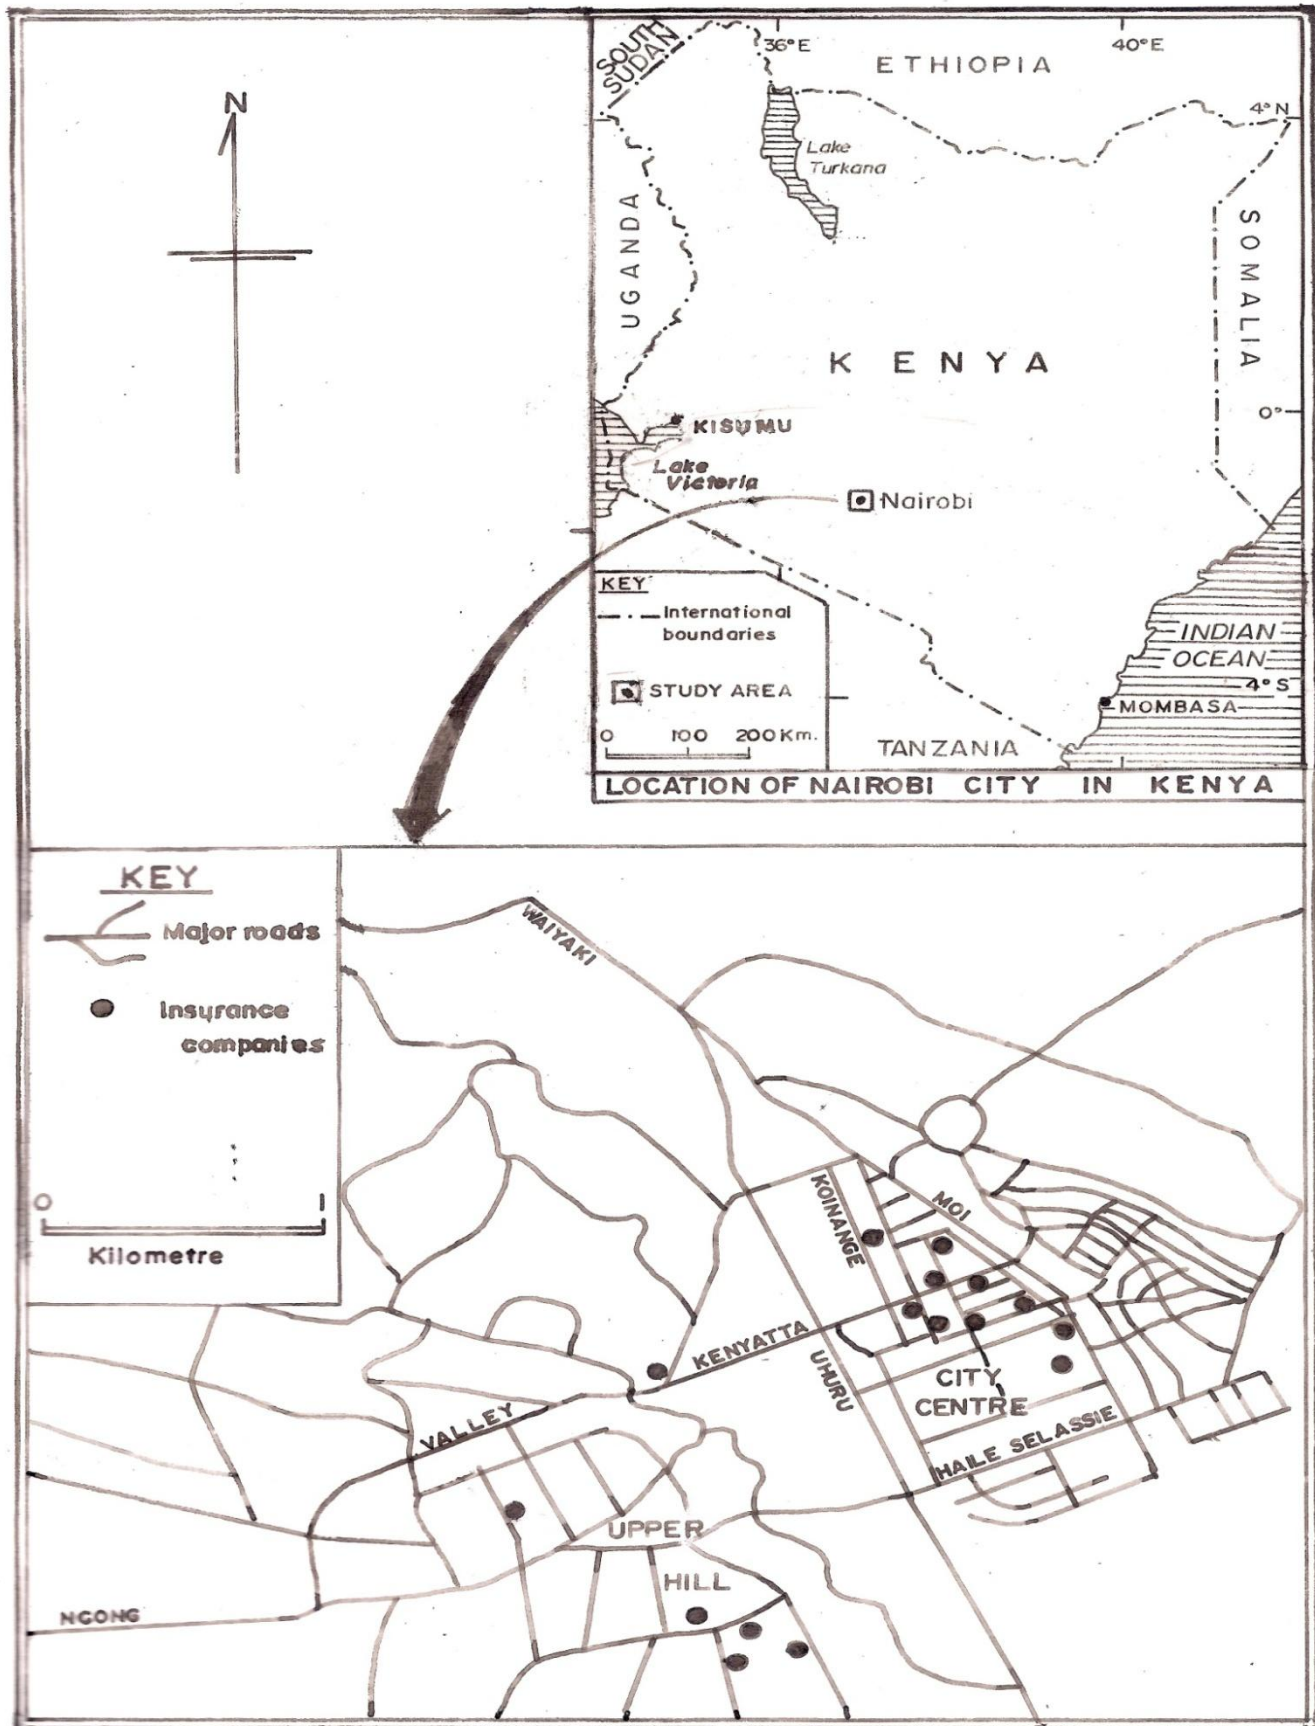 N
SOUTH
SUDAN
36°E
40°E
ETHIOPIA
4°N
Lake
Turkana
UGANDA
SOMALIA
KENYA
0°
KISUMU
Lake
Victoria
Nairobi
KEY
International
boundaries
STUDY AREA
0 100 200 Km.
INDIAN
OCEAN
4°S
MOMBASA
TANZANIA
LOCATION OF NAIROBI CITY IN KENYA
KEY
Major roads
Insurance
companies
0 1
Kilometre
WAIYAKI
KOINANGE
MOI
KENYATTA
UHURU
CITY
CENTRE
HAILE SELASSIE
VALLEY
UPPER
HILL
NGONG